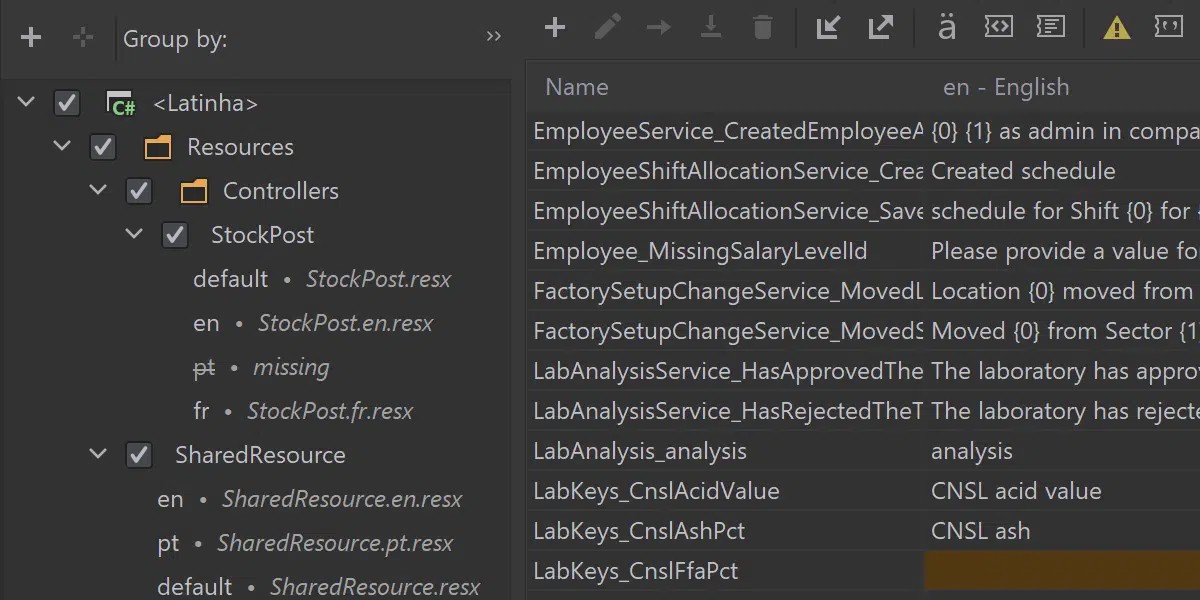 Group by:
C# <Latinha>
Resources
Controllers
StockPost
default • StockPost.resx
en • StockPost.en.resx
pt • missing
fr • StockPost.fr.resx
SharedResource
en • SharedResource.en.resx
pt • SharedResource.pt.resx
default • SharedResource.resx
ä
Name en - English
EmployeeService_CreatedEmployeeA {0} {1} as admin in compa
EmployeeShiftAllocationService_Crea Created schedule
EmployeeShiftAllocationService_Save schedule for Shift {0} for {
Employee_MissingSalaryLevelId Please provide a value fo
FactorySetupChangeService_MovedL Location {0} moved from
FactorySetupChangeService_MovedS Moved {0} from Sector {1}
LabAnalysisService_HasApprovedThe The laboratory has approv
LabAnalysisService_HasRejectedTheT The laboratory has rejecte
LabAnalysis_analysis analysis
LabKeys_CnslAcidValue CNSL acid value
LabKeys_CnslAshPct CNSL ash
LabKeys_CnslFfaPct